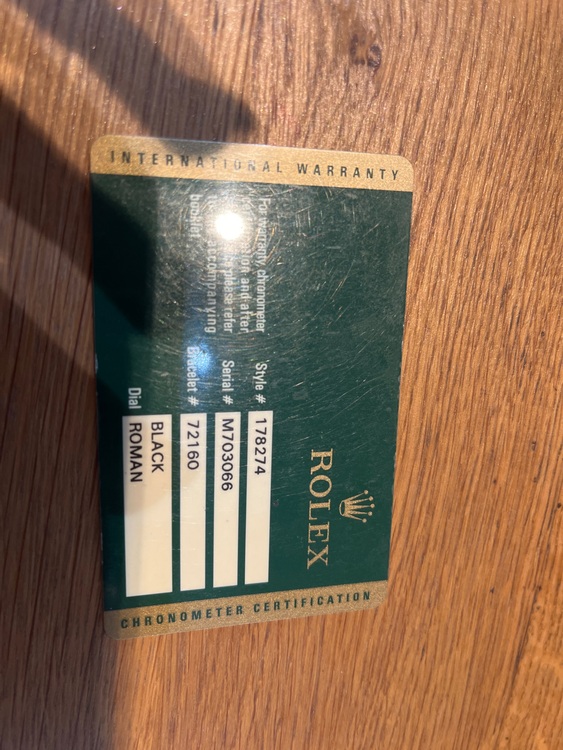 INTERNATIONAL WARRANTY
ROLEX
For warranty, chronometer
and after
please refer
accompanying
booklet.
Style # 178274
Serial # M703066
Bracelet # 72160
Dial BLACK
ROMAN
CHRONOMETER CERTIFICATION